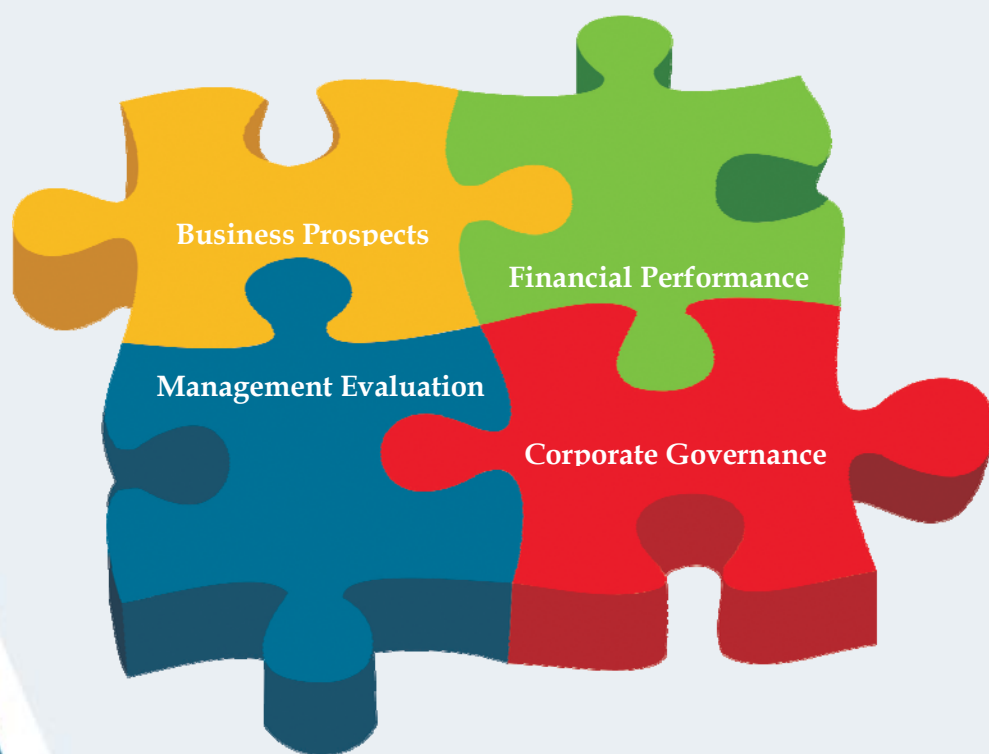 Business Prospects
Financial Performance
Management Evaluation
Corporate Governance